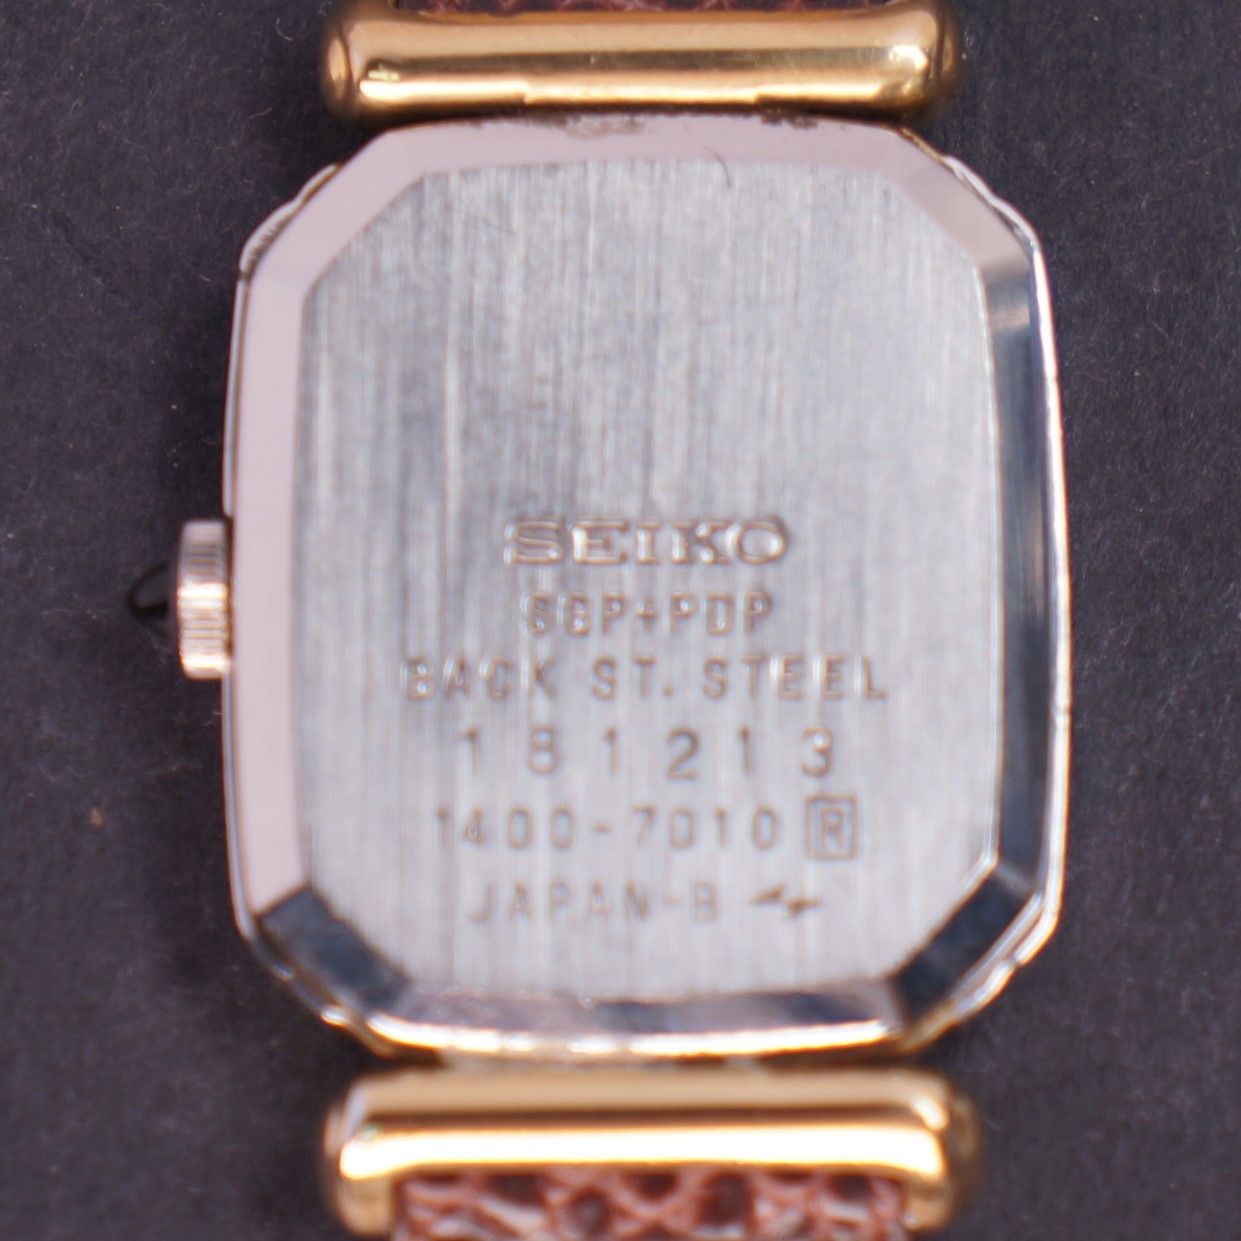 SEIKO
SGP+PDP
BACK ST. STEEL
181213
1400-7010 R
JAPAN-B